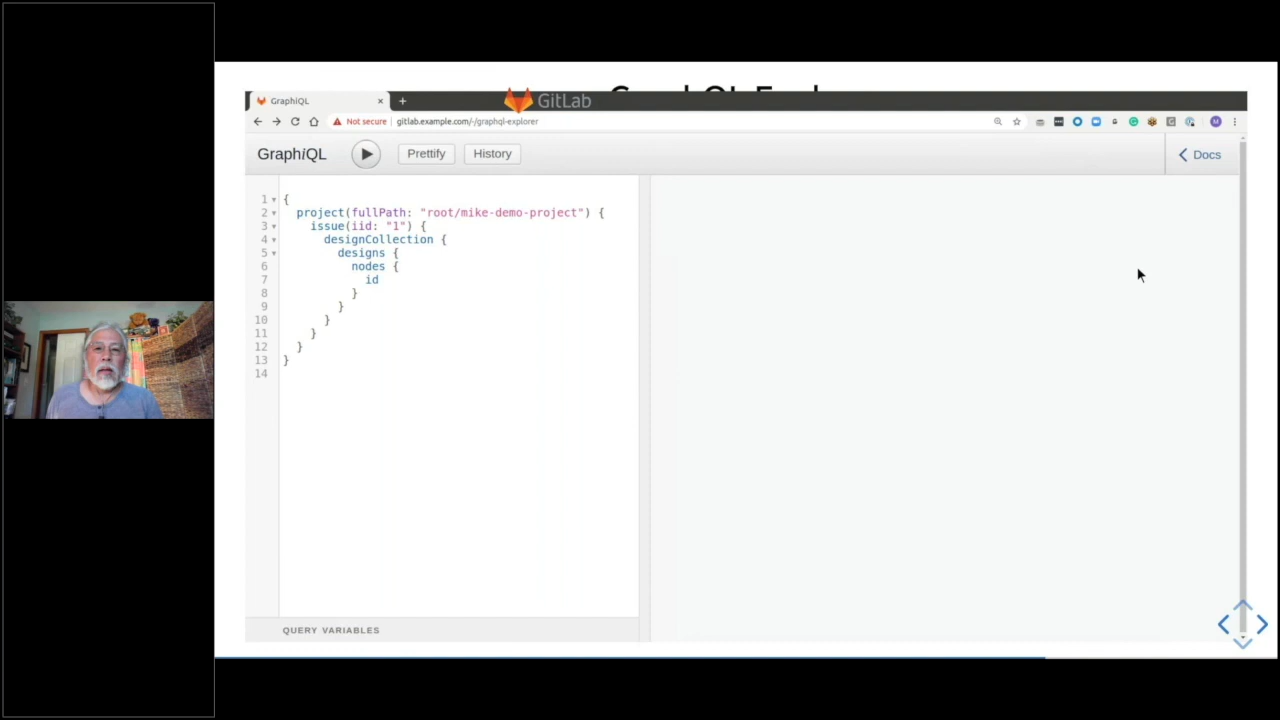 GraphiQL
GitLab
Not secure gitlab.example.com/-/graphql-explorer
GraphiQL Prettify History Docs
1 {
2 project(fullPath: "root/mike-demo-project") {
3 issue(iid: "1") {
4 designCollection {
5 designs {
6 nodes {
7 id
8 }
9 }
10 }
11 }
12 }
13 }
14
QUERY VARIABLES